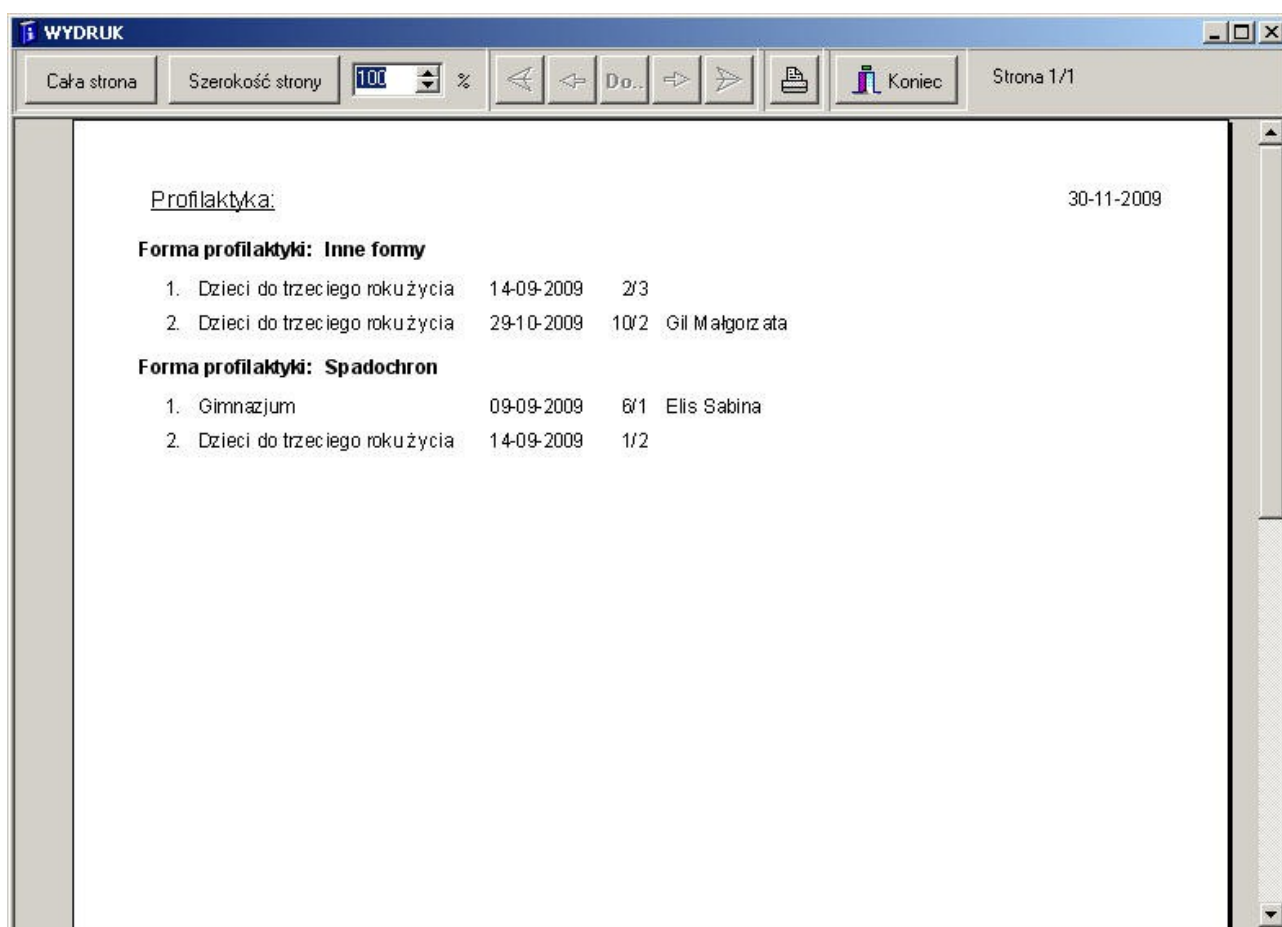 WYDRUK
Cała strona Szerokość strony 100 % Do.. Koniec Strona 1/1
Profilaktyka: 30-11-2009
Forma profilaktyki: Inne formy
1. Dzieci do trzeciego roku życia 14-09-2009 2/3
2. Dzieci do trzeciego roku życia 29-10-2009 10/2 Gil Małgorzata
Forma profilaktyki: Spadochron
1. Gimnazjum 09-09-2009 6/1 Elis Sabina
2. Dzieci do trzeciego roku życia 14-09-2009 1/2